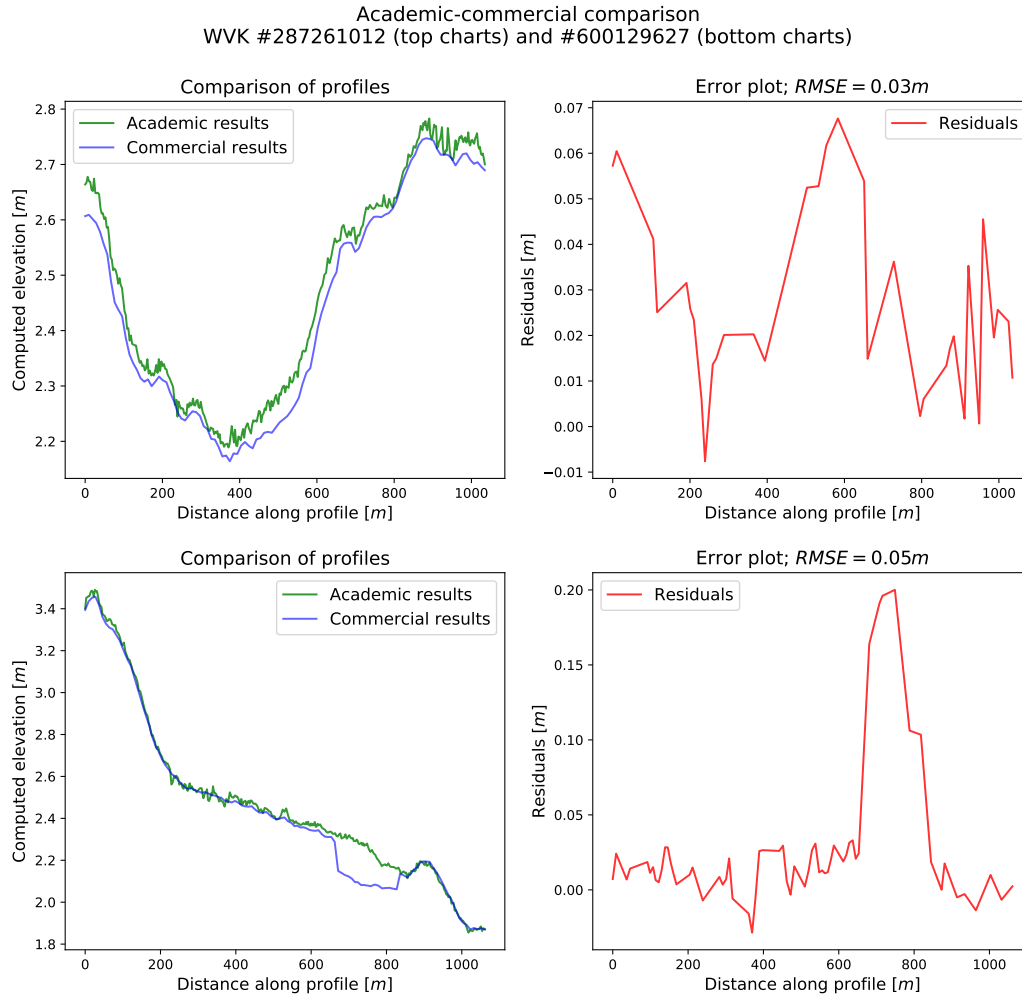 Academic-commercial comparison
WVK #287261012 (top charts) and #600129627 (bottom charts)
Comparison of profiles
2.8
2.7
2.6
2.5
2.4
2.3
2.2
Computed elevation [m]
Academic results
Commercial results
0 200 400 600 800 1000
Distance along profile [m]
Error plot; RMSE = 0.03m
0.07
0.06
0.05
0.04
0.03
0.02
0.01
0.00
−0.01
Residuals [m]
Residuals
0 200 400 600 800 1000
Distance along profile [m]
Comparison of profiles
3.4
3.2
3.0
2.8
2.6
2.4
2.2
2.0
1.8
Computed elevation [m]
Academic results
Commercial results
0 200 400 600 800 1000
Distance along profile [m]
Error plot; RMSE = 0.05m
0.20
0.15
0.10
0.05
0.00
Residuals [m]
Residuals
0 200 400 600 800 1000
Distance along profile [m]